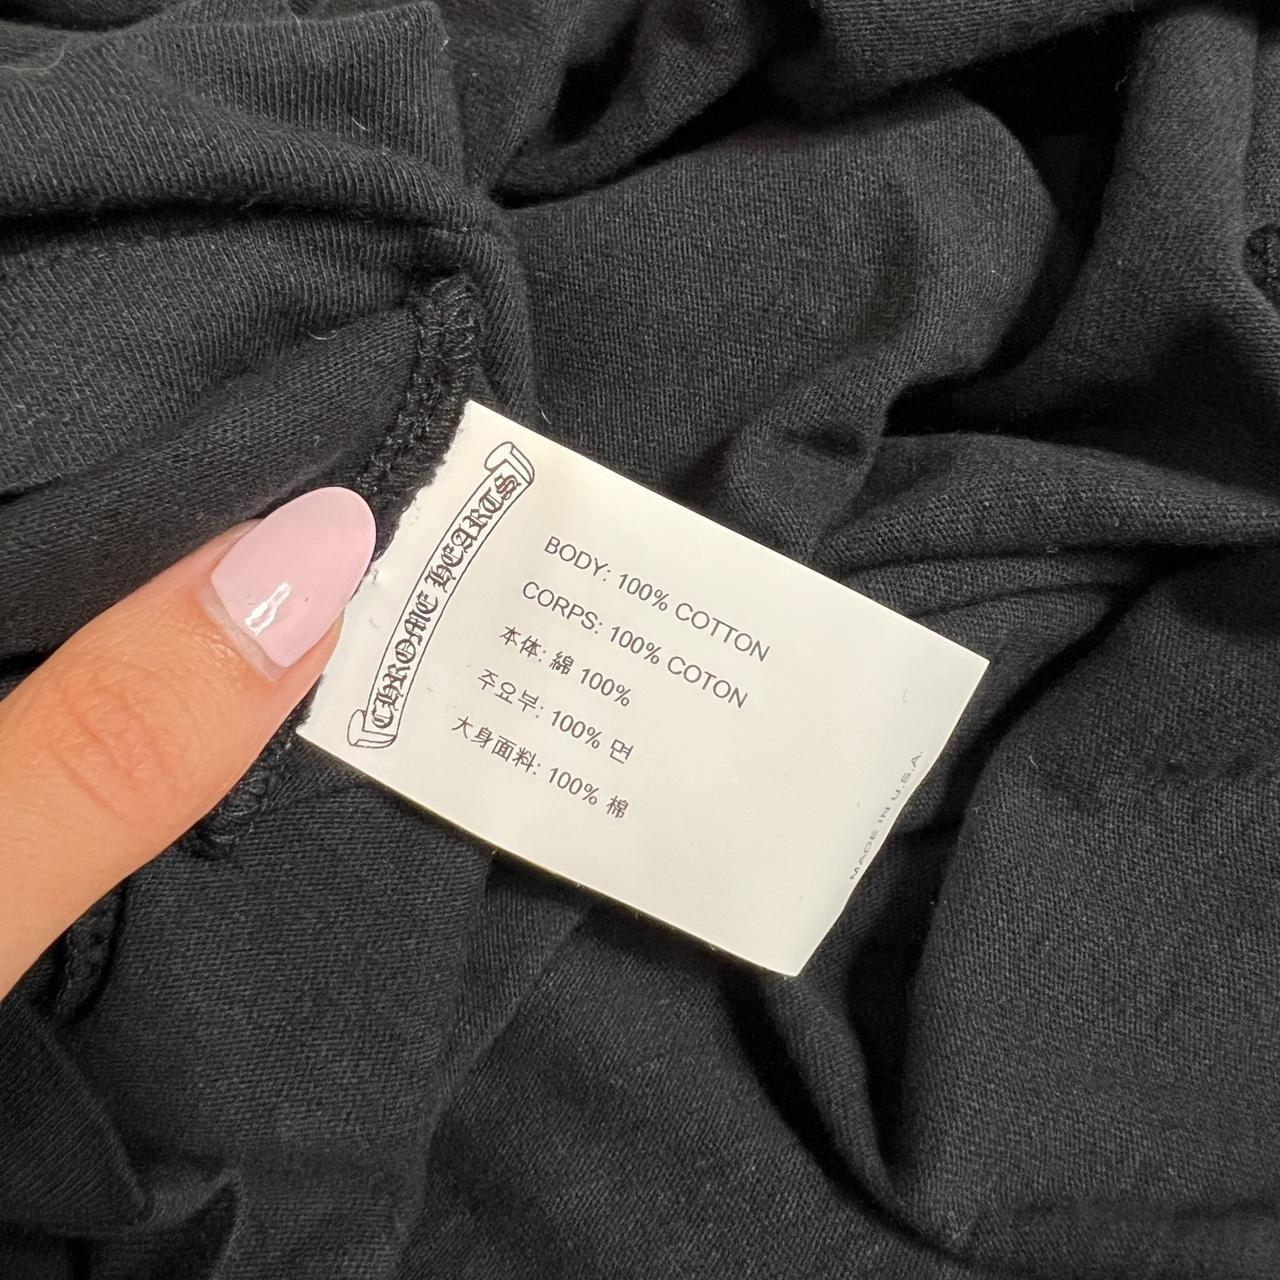 CHROME HEARTS
BODY: 100% COTTON
CORPS: 100% COTON
本体: 綿 100%
주요부: 100% 면
大身面料: 100% 棉
MADE IN U.S.A.